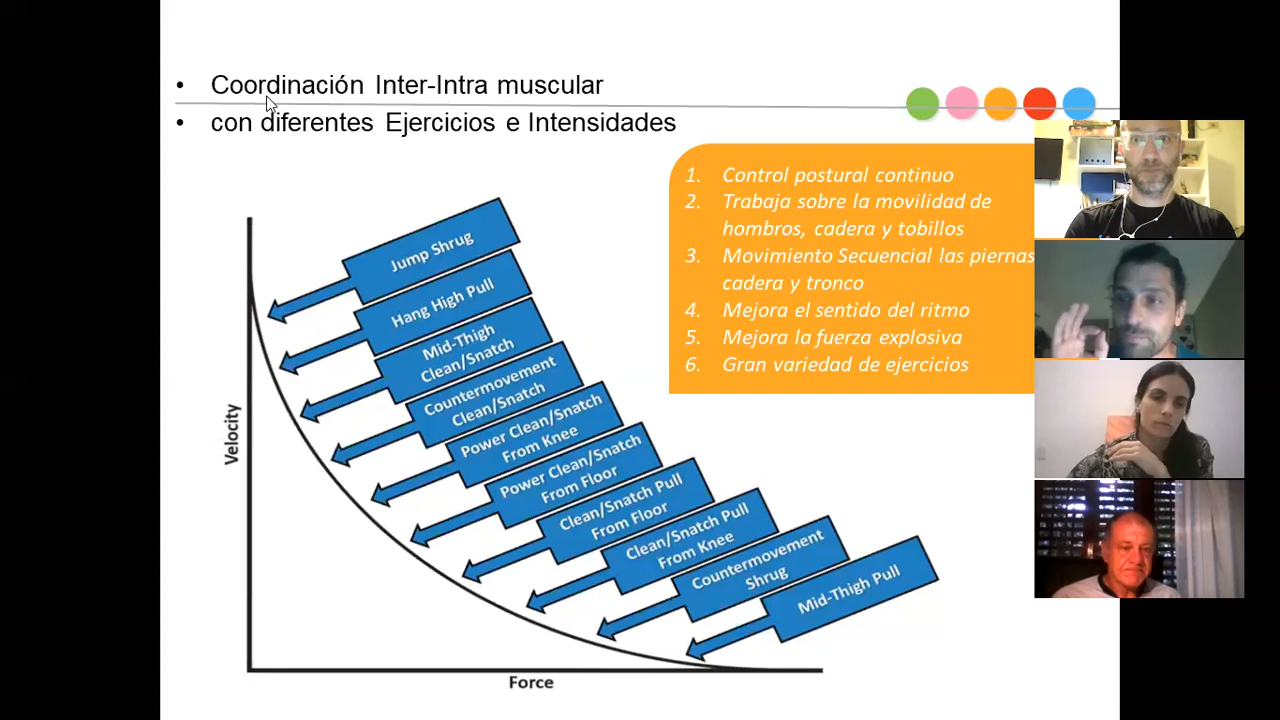 • Coordinación Inter-Intra muscular
• con diferentes Ejercicios e Intensidades
1. Control postural continuo
2. Trabaja sobre la movilidad de
hombros, cadera y tobillos
3. Movimiento Secuencial las piernas
cadera y tronco
4. Mejora el sentido del ritmo
5. Mejora la fuerza explosiva
6. Gran variedad de ejercicios
Velocity
Jump Shrug
Hang High Pull
Mid-Thigh
Clean/Snatch
Countermovement
Clean/Snatch
Power Clean/Snatch
From Knee
Power Clean/Snatch
From Floor
Clean/Snatch Pull
From Floor
Clean/Snatch Pull
From Knee
Countermovement
Shrug
Mid-Thigh Pull
Force